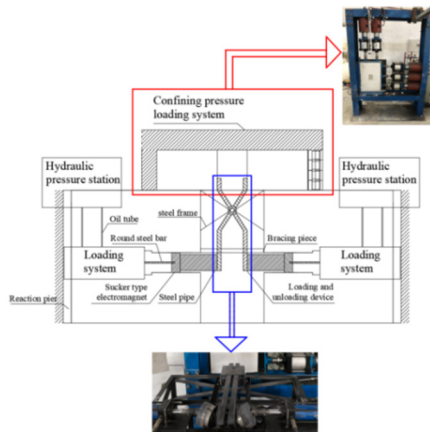 Confining pressure
loading system
Hydraulic
pressure station
Hydraulic
pressure station
Oil tube
steel frame
Round steel bar
Bracing piece
Loading
system
Loading
system
Reaction pier
Sucker type
electromagnet
Steel pipe
Loading and
unloading device